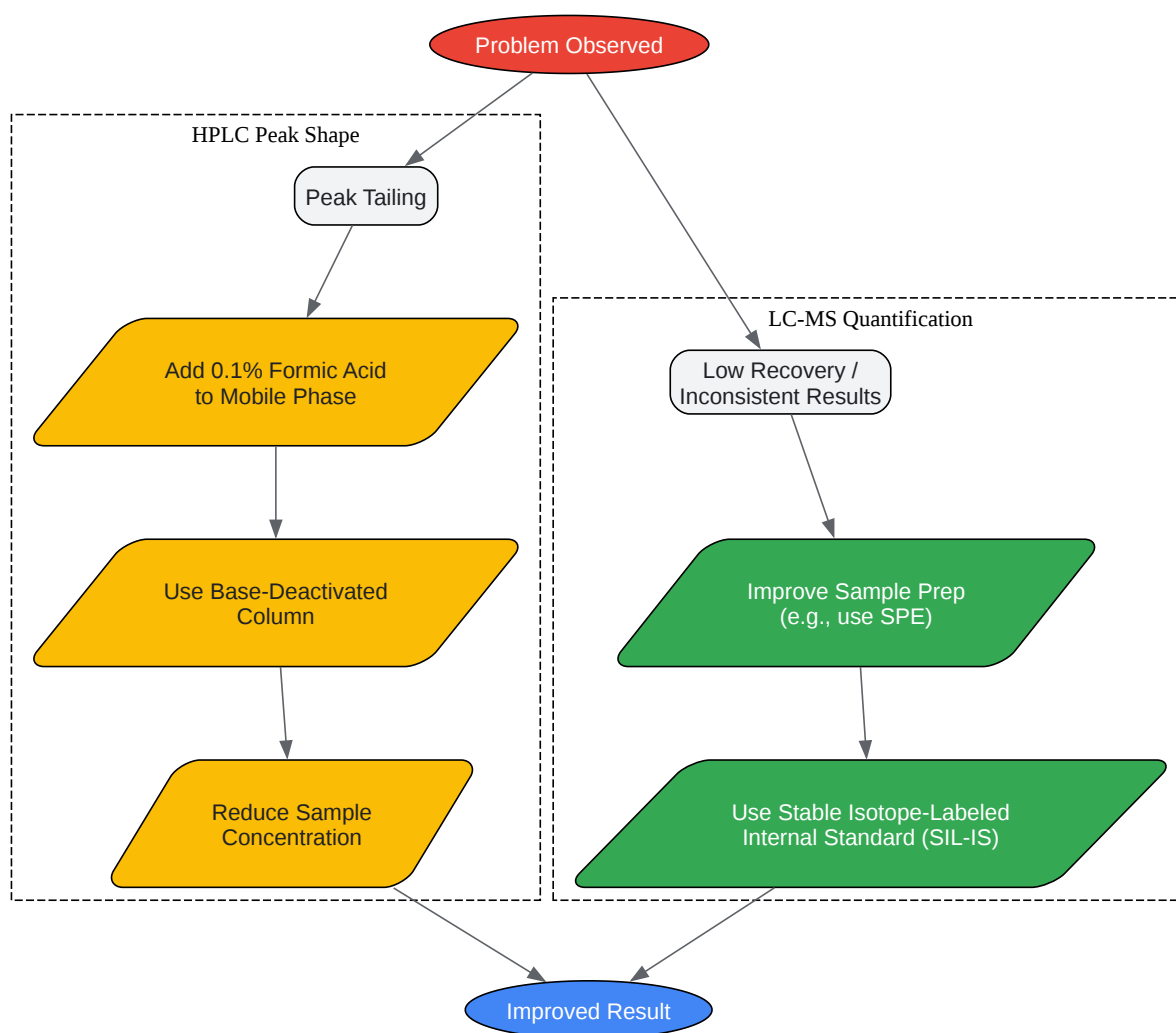 Problem Observed
HPLC Peak Shape
Peak Tailing
Add 0.1% Formic Acid
to Mobile Phase
Use Base-Deactivated
Column
Reduce Sample
Concentration
LC-MS Quantification
Low Recovery /
Inconsistent Results
Improve Sample Prep
(e.g., use SPE)
Use Stable Isotope-Labeled
Internal Standard (SIL-IS)
Improved Result